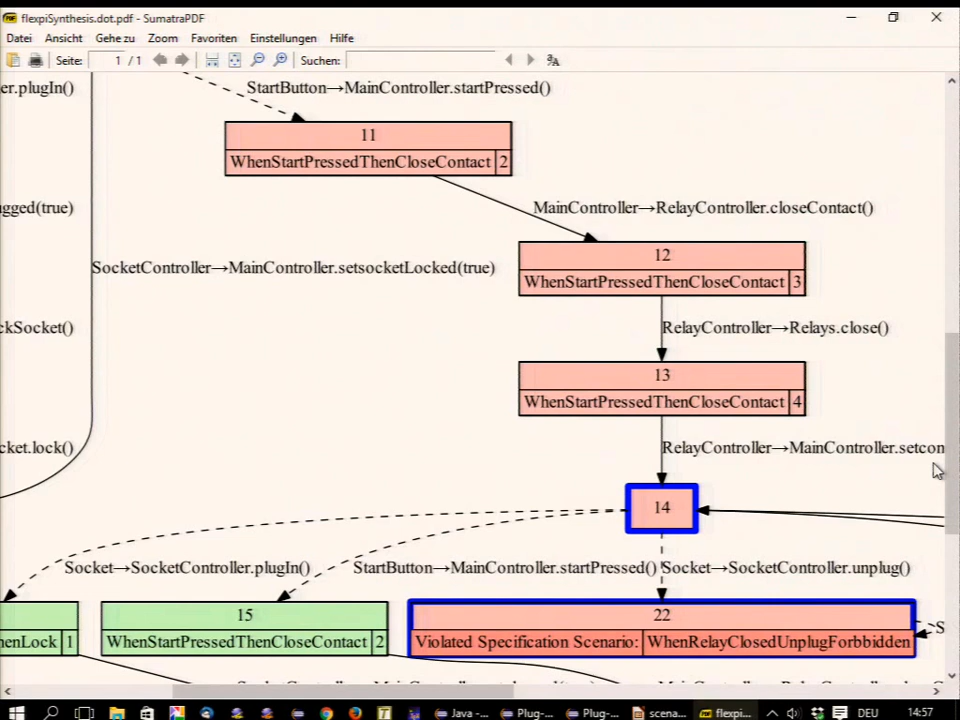 flexpiSynthesis.dot.pdf - SumatraPDF
Datei Ansicht Gehe zu Zoom Favoriten Einstellungen Hilfe
Seite: 1 / 1 Suchen:
er.plugIn()
StartButton→MainController.startPressed()
11
WhenStartPressedThenCloseContact 2
ugged(true)
MainController→RelayController.closeContact()
12
SocketController→MainController.setsocketLocked(true)
WhenStartPressedThenCloseContact 3
ckSocket()
RelayController→Relays.close()
13
WhenStartPressedThenCloseContact 4
cket.lock()
RelayController→MainController.setcon
14
Socket→SocketController.plugIn()
StartButton→MainController.startPressed()
Socket→SocketController.unplug()
15
22
henLock 1
WhenStartPressedThenCloseContact 2
Violated Specification Scenario: WhenRelayClosedUnplugForbbidden
S
Java -...
Plug-...
Plug-...
scena...
flexpi...
DEU
14:57